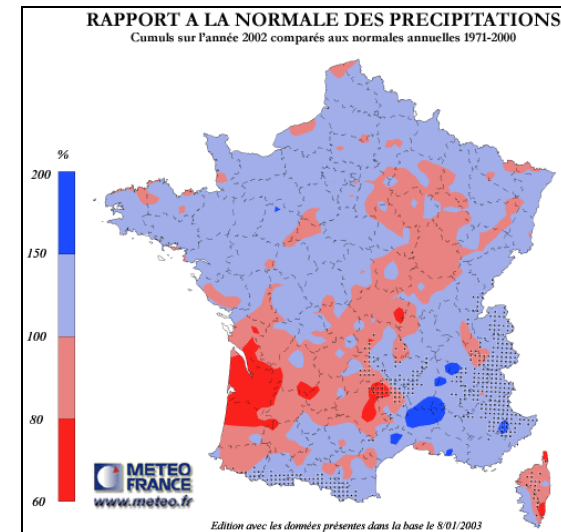 RAPPORT A LA NORMALE DES PRECIPITATIONS
Cumuls sur l'année 2002 comparés aux normales annuelles 1971-2000
%
200
150
100
80
60
METEO
FRANCE
www.meteo.fr
Edition avec les données présentes dans la base le 8/01/2003